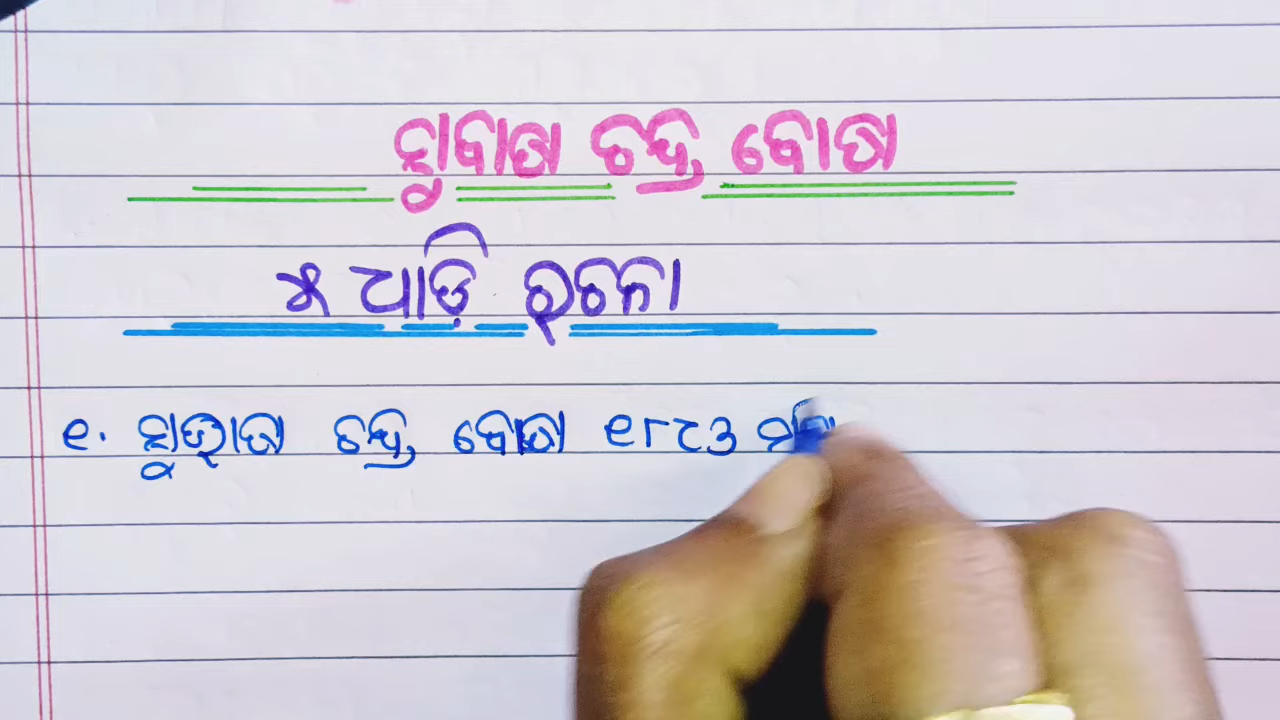 ସୁବାଷ ଚନ୍ଦ୍ର ବୋଷ
୫ ଧାଡ଼ି ରଚନା
୧. ସୁଭାଷ ଚନ୍ଦ୍ର ବୋଷ ୧୮୯୭